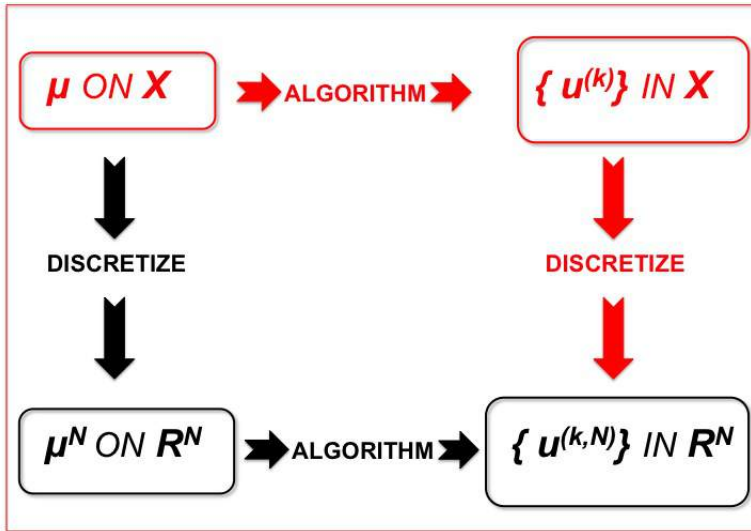 μ ON X ALGORITHM { u^(k)} IN X
DISCRETIZE DISCRETIZE
μ^N ON R^N ALGORITHM { u^(k,N)} IN R^N